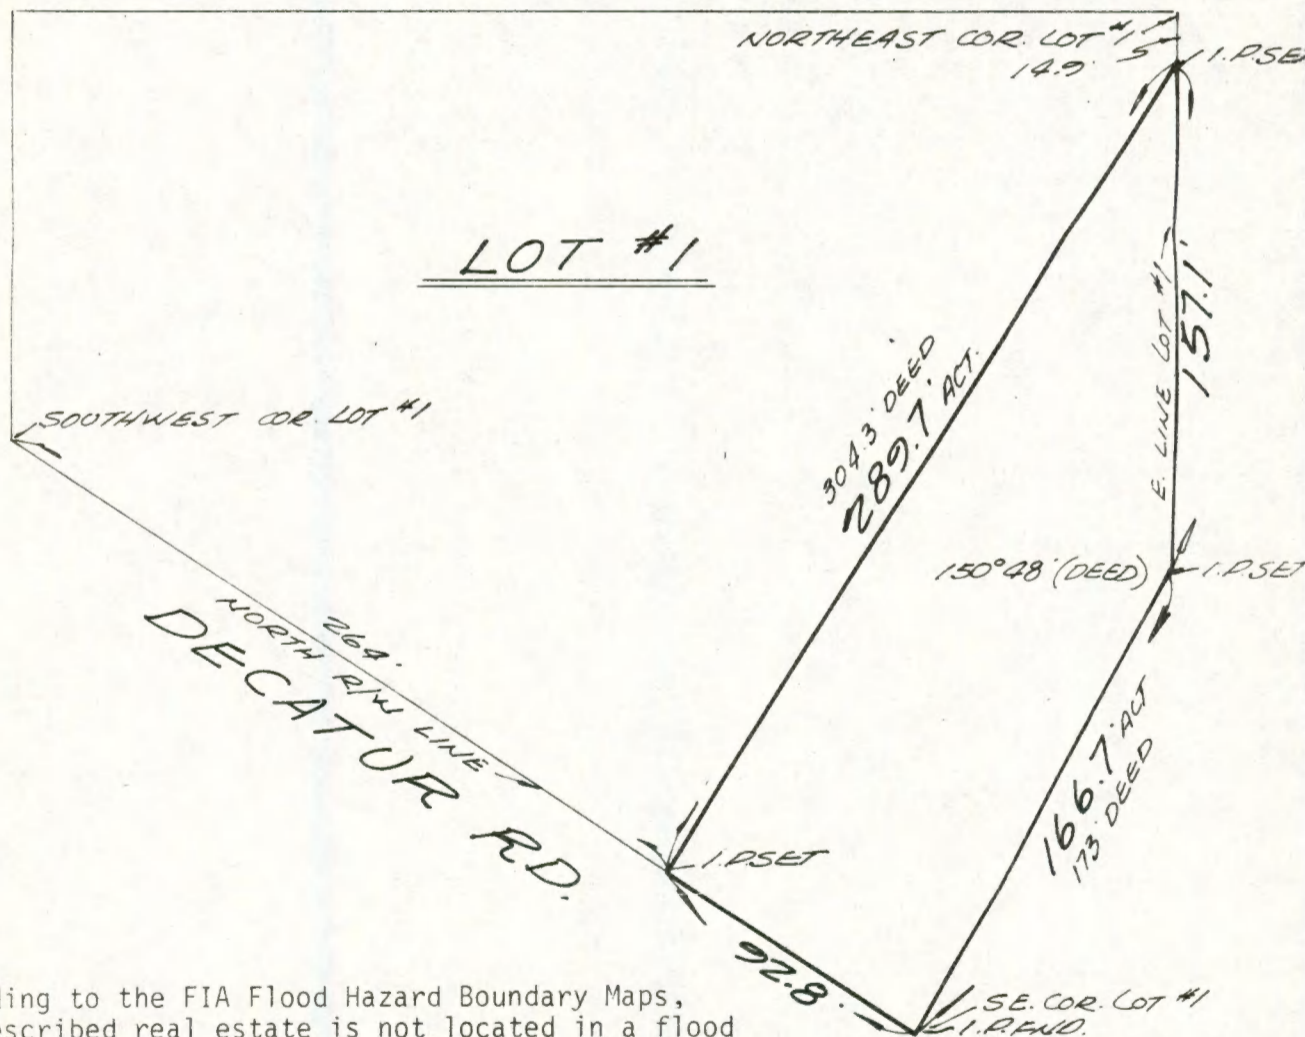 NORTHEAST COR. LOT #1
14.9' 5
I.P. SET
LOT #1
304.3' DEED
289.7' ACT.
E. LINE LOT #1
157.1'
SOUTHWEST COR. LOT #1
150°48' (DEED)
I.P. SET
264.'
NORTH R/W LINE
DECATUR RD.
166.7' ACT
173' DEED
I.P. SET
92.8'
S.E. COR. LOT #1
I.P. FND.
ding to the FIA Flood Hazard Boundary Maps,
escribed real estate is not located in a flood